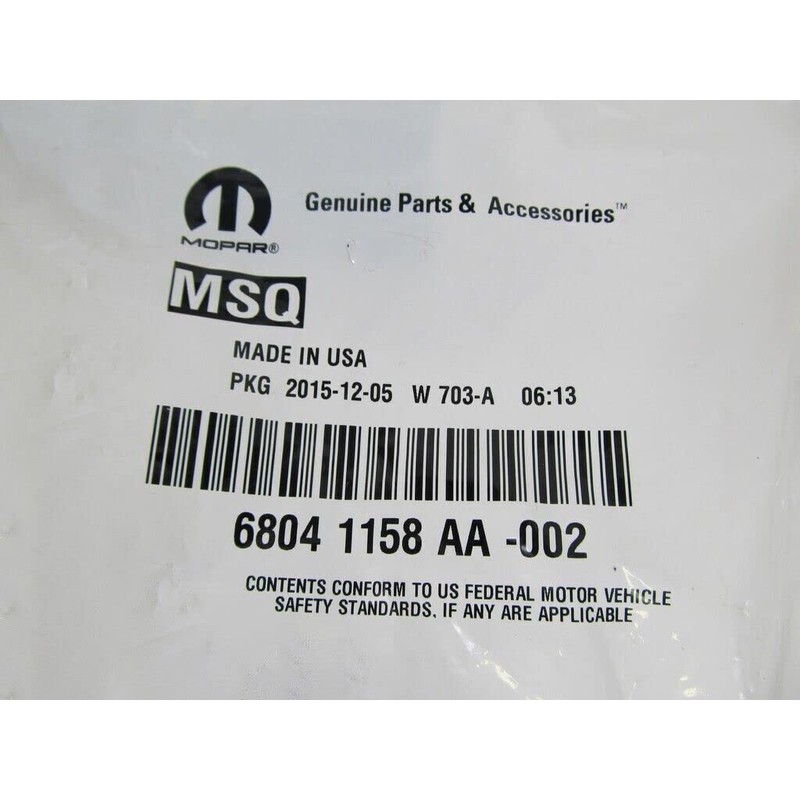 MOPAR®
Genuine Parts & Accessories™
MSQ
MADE IN USA
PKG 2015-12-05 W 703-A 06:13
6804 1158 AA -002
CONTENTS CONFORM TO US FEDERAL MOTOR VEHICLE
SAFETY STANDARDS, IF ANY ARE APPLICABLE